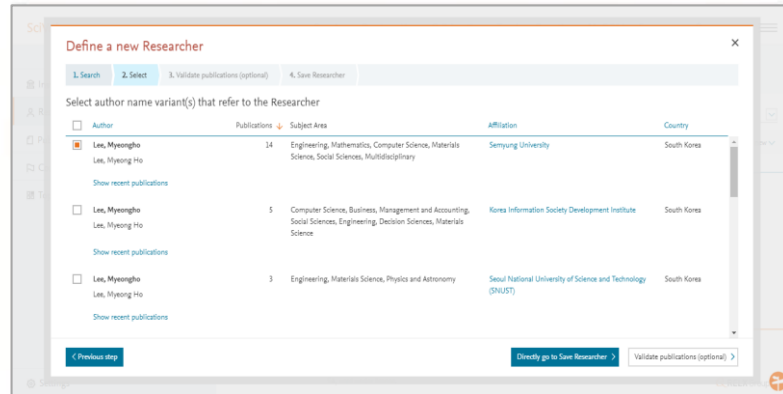 Define a new Researcher
1. Search 2. Select 3. Validate publications (optional) 4. Save Researcher
Select author name variant(s) that refer to the Researcher
Author Publications Subject Area Affiliation Country
Lee, Myeongho 14 Engineering, Mathematics, Computer Science, Materials Semyung University South Korea
Lee, Myeong Ho Science, Social Sciences, Multidisciplinary
Show recent publications
Lee, Myeongho 5 Computer Science, Business, Management and Accounting, Korea Information Society Development Institute South Korea
Lee, Myeong Ho Social Sciences, Engineering, Decision Sciences, Materials
Science
Show recent publications
Lee, Myeongho 3 Engineering, Materials Science, Physics and Astronomy Seoul National University of Science and Technology South Korea
Lee, Myeong Ho (SNUST)
Show recent publications
Previous step Directly go to Save Researcher Validate publications (optional)